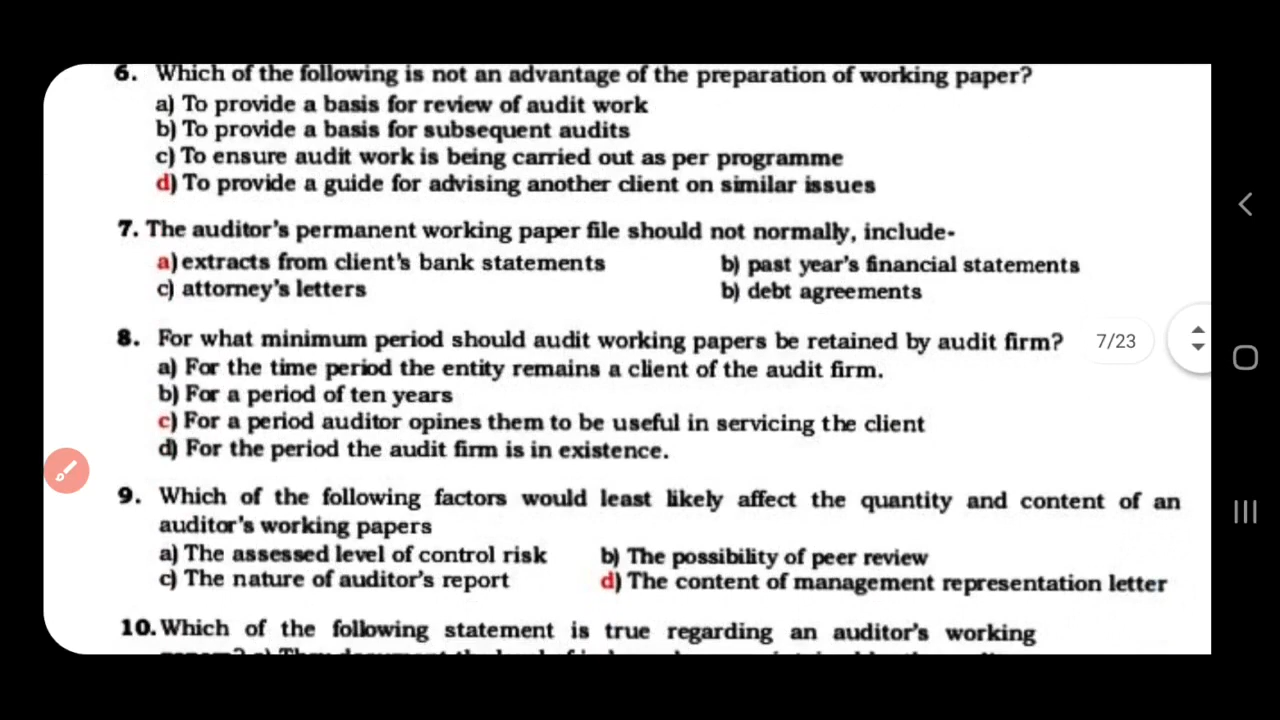 6. Which of the following is not an advantage of the preparation of working paper?
a) To provide a basis for review of audit work
b) To provide a basis for subsequent audits
c) To ensure audit work is being carried out as per programme
d) To provide a guide for advising another client on similar issues
7. The auditor's permanent working paper file should not normally, include-
a) extracts from client's bank statements b) past year's financial statements
c) attorney's letters b) debt agreements
8. For what minimum period should audit working papers be retained by audit firm?
7/23
a) For the time period the entity remains a client of the audit firm.
b) For a period of ten years
c) For a period auditor opines them to be useful in servicing the client
d) For the period the audit firm is in existence.
9. Which of the following factors would least likely affect the quantity and content of an
auditor's working papers
a) The assessed level of control risk b) The possibility of peer review
c) The nature of auditor's report d) The content of management representation letter
10. Which of the following statement is true regarding an auditor's working